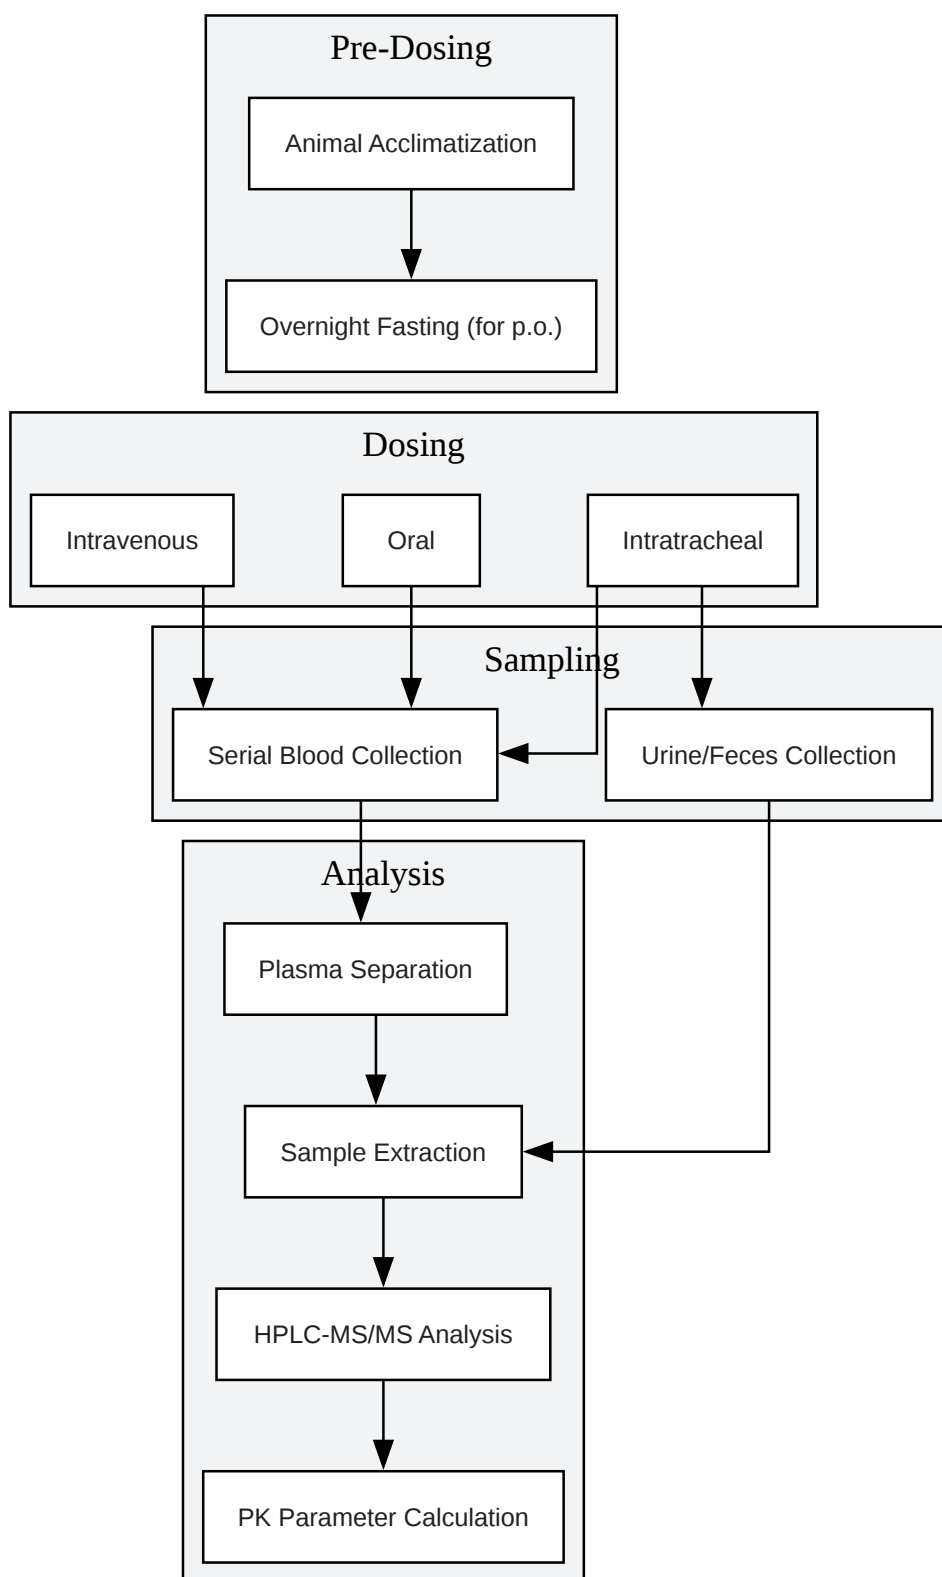 Pre-Dosing
Animal Acclimatization
Overnight Fasting (for p.o.)
Dosing
Intravenous
Oral
Intratracheal
Sampling
Serial Blood Collection
Urine/Feces Collection
Analysis
Plasma Separation
Sample Extraction
HPLC-MS/MS Analysis
PK Parameter Calculation